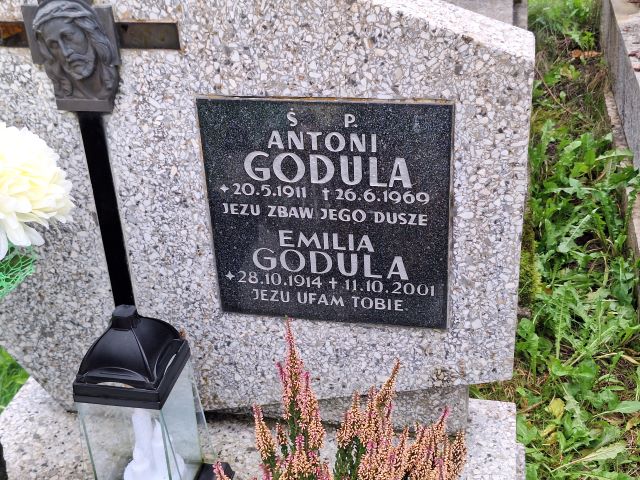 Ś P.
ANTONI
GODULA
+20.5.1911 †26.6.1969
JEZU ZBAW JEGO DUSZE
EMILIA
GODULA
+28.10.1914 † 11.10.2001
JEZU UFAM TOBIE.